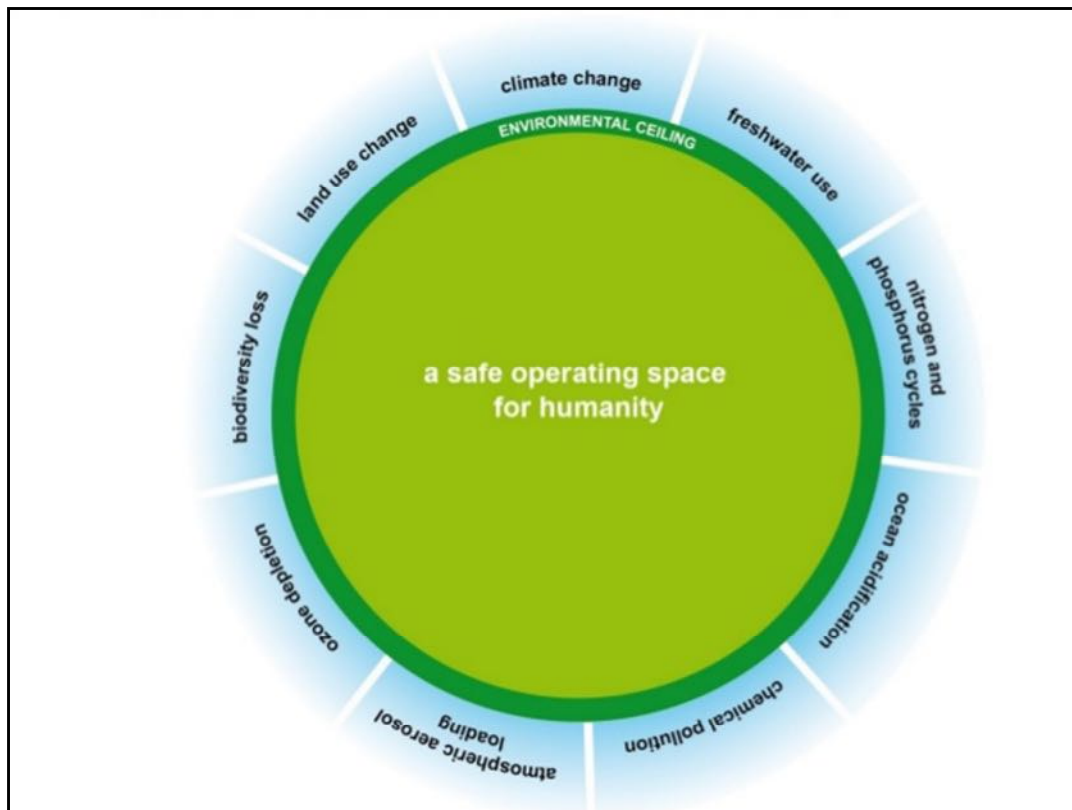 climate change
ENVIRONMENTAL CEILING
freshwater use
nitrogen and
phosphorus cycles
ocean acidification
chemical pollution
atmospheric aerosol
loading
ozone depletion
biodiversity loss
land use change
a safe operating space
for humanity